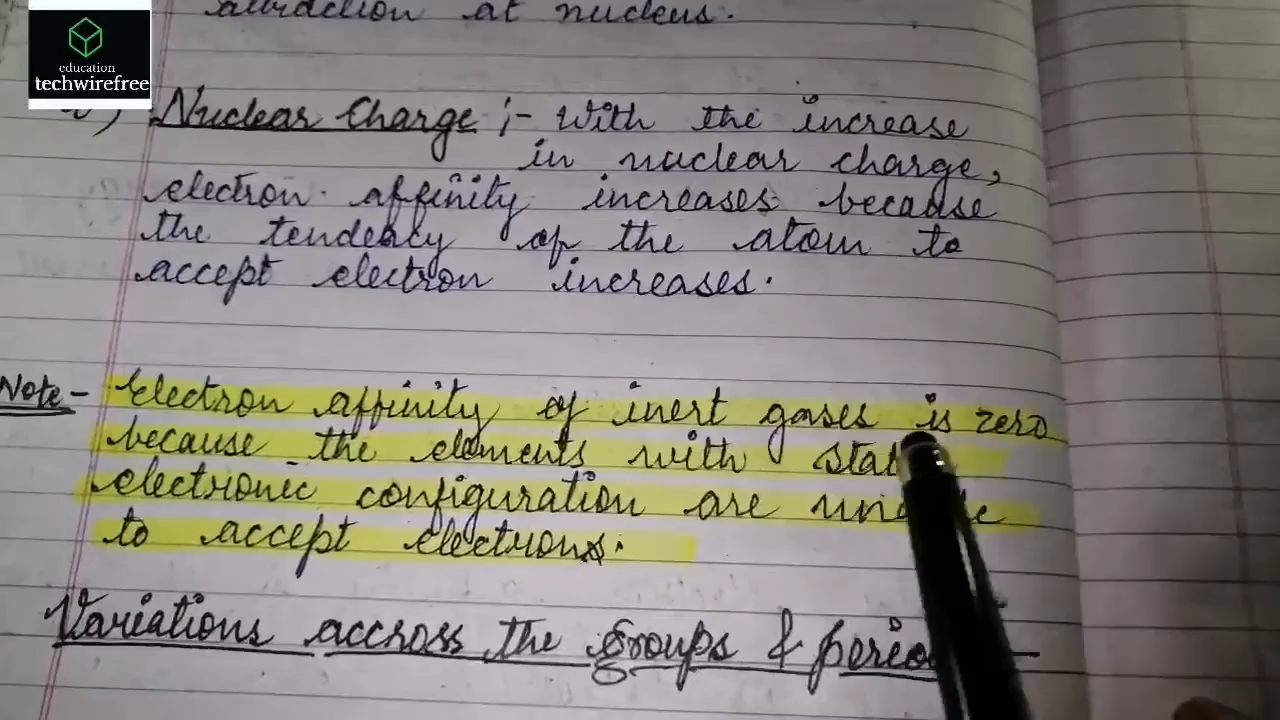 attraction at nucleus.
education
techwirefree
Nuclear Charge ;- With the increase
in nuclear charge,
electron affinity increases because
the tendency of the atom to
accept electron increases.
Note - Electron affinity of inert gases is zero
because the elements with
electronic configuration are
to accept electrons.
Variations accross the groups &